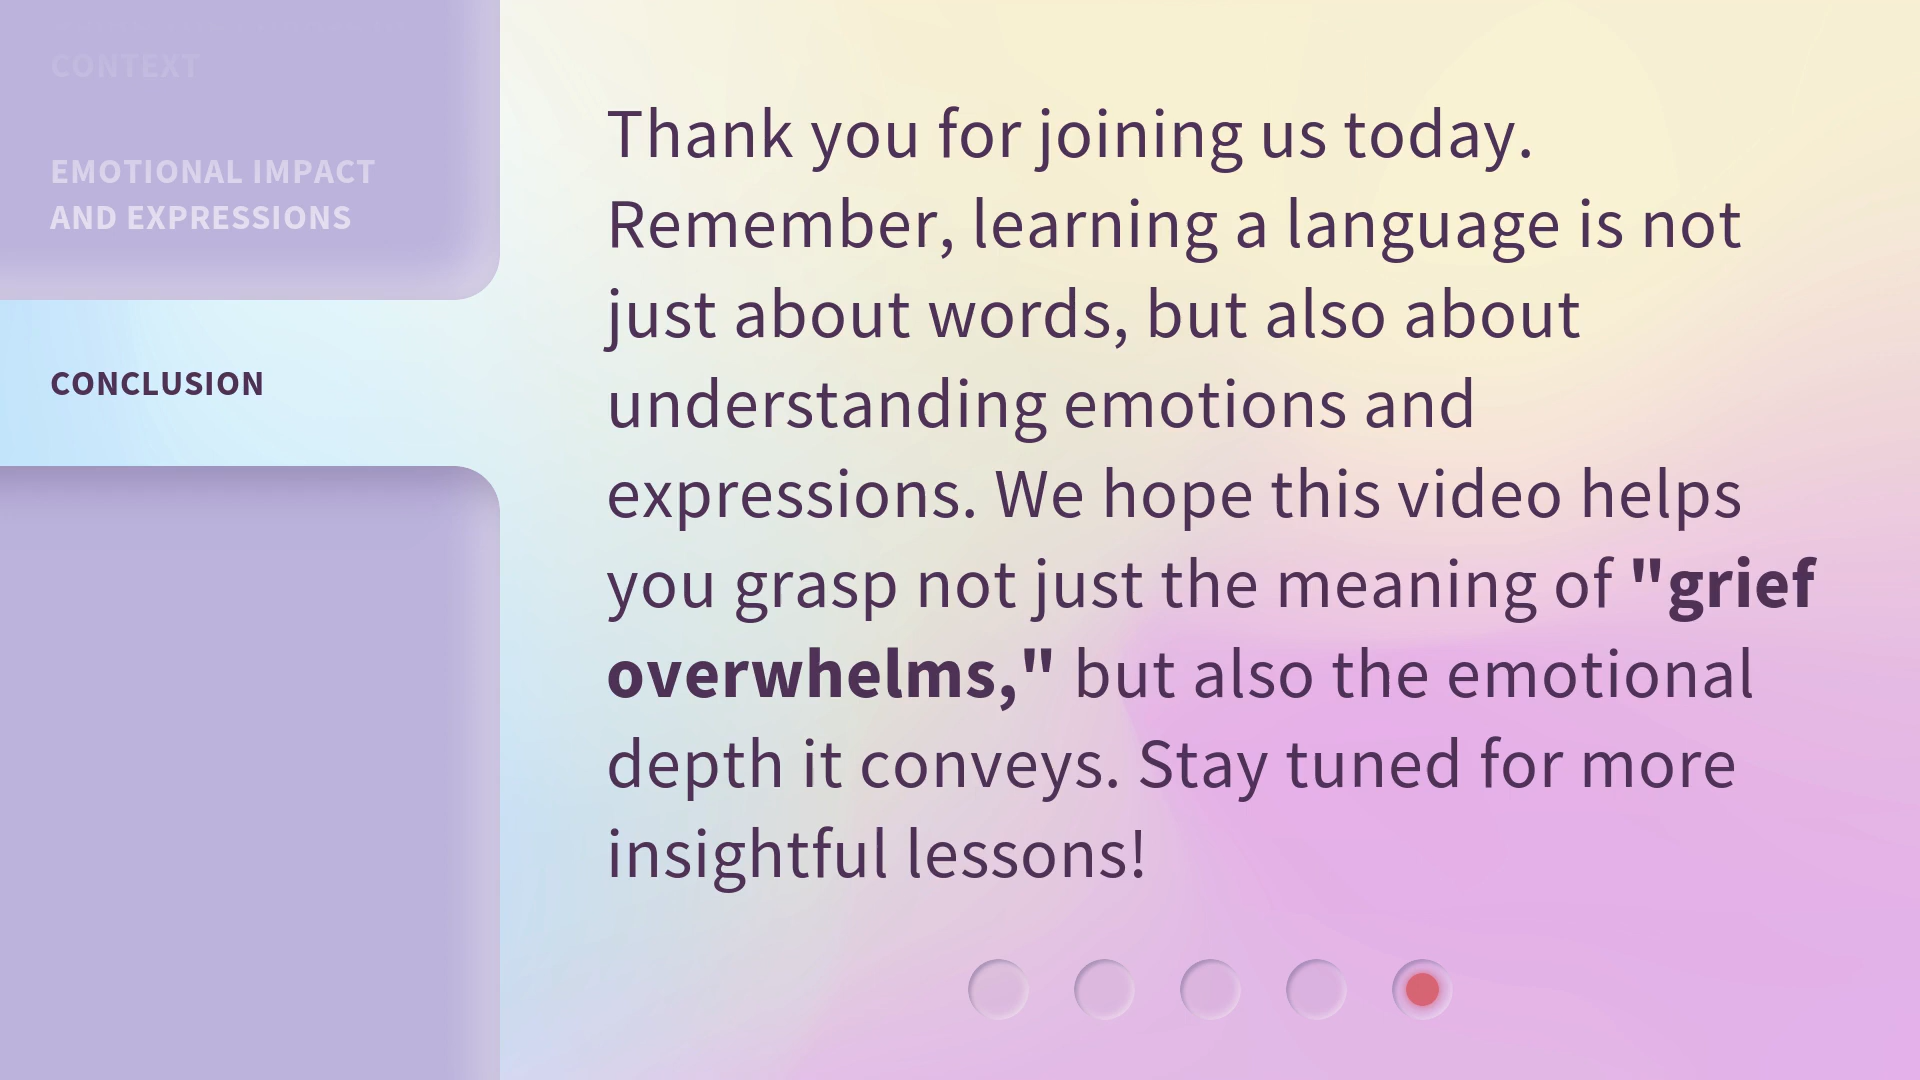 CONTEXT
EMOTIONAL IMPACT
AND EXPRESSIONS
CONCLUSION
Thank you for joining us today.
Remember, learning a language is not
just about words, but also about
understanding emotions and
expressions. We hope this video helps
you grasp not just the meaning of "grief
overwhelms," but also the emotional
depth it conveys. Stay tuned for more
insightful lessons!